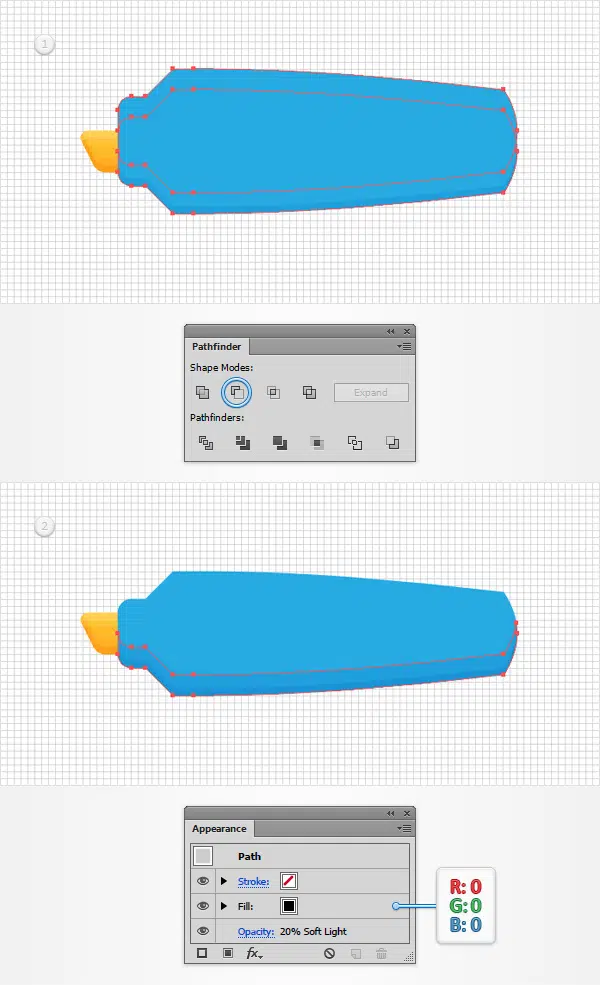 1
Pathfinder
Shape Modes:
Expand
Pathfinders:
2
Appearance
Path
Stroke:
Fill:
Opacity: 20% Soft Light
fx
R: 0
G: 0
B: 0